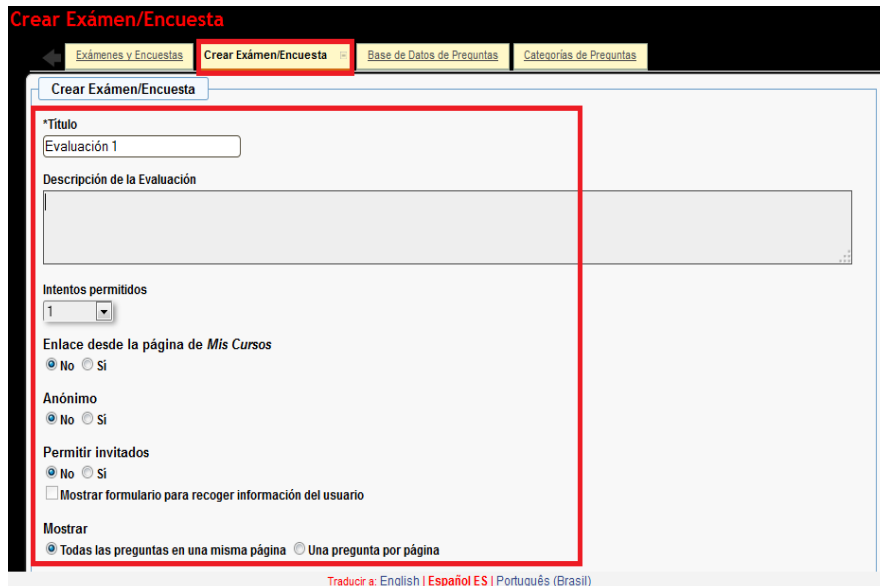 Crear Exámen/Encuesta
Exámenes y Encuestas Crear Exámen/Encuesta Base de Datos de Preguntas Categorías de Preguntas
Crear Exámen/Encuesta
*Título
Evaluación 1
Descripción de la Evaluación
Intentos permitidos
1
Enlace desde la página de Mis Cursos
No Sí
Anónimo
No Sí
Permitir invitados
No Sí
Mostrar formulario para recoger información del usuario
Mostrar
Todas las preguntas en una misma página Una pregunta por página
Traducir a: English | Español ES | Português (Brasil)